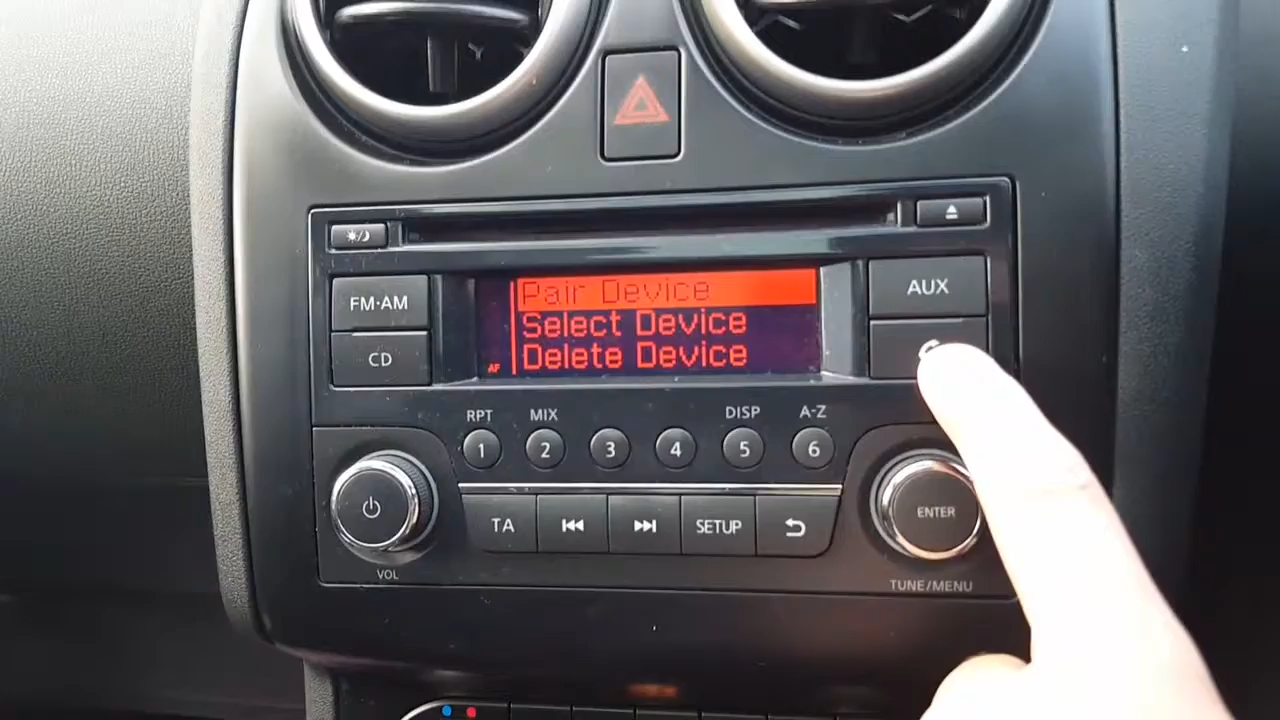 FM·AM
CD
Pair Device
Select Device
Delete Device
AF
AUX
RPT
MIX
DISP
A-Z
1
2
3
4
5
6
VOL
TA
SETUP
ENTER
TUNE/MENU